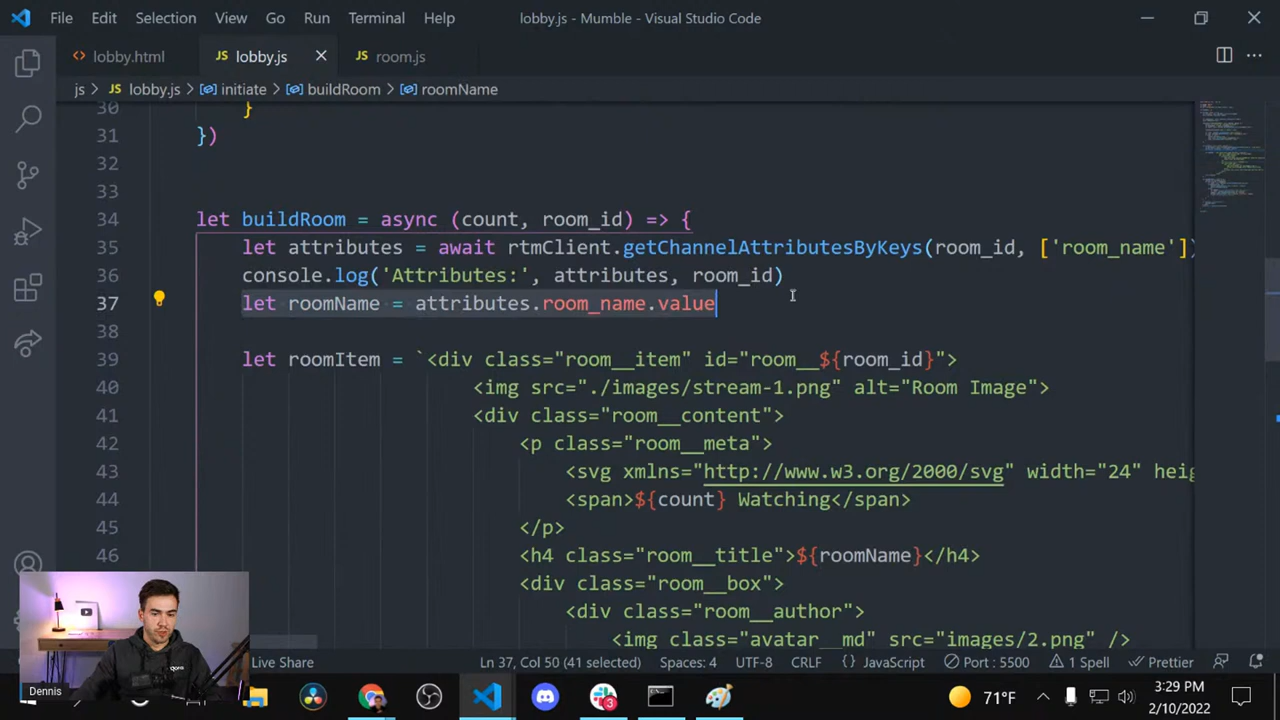 File Edit Selection View Go Run Terminal Help lobby.js - Mumble - Visual Studio Code
lobby.html JS lobby.js JS room.js
js > JS lobby.js > initiate > buildRoom > roomName
30 }
31 })
32
33
34 let buildRoom = async (count, room_id) => {
35 let attributes = await rtmClient.getChannelAttributesByKeys(room_id, ['room_name'])
36 console.log('Attributes:', attributes, room_id)
37 let roomName = attributes.room_name.value
38
39 let roomItem = `<div class="room__item" id="room__${room_id}">
40 <img src="./images/stream-1.png" alt="Room Image">
41 <div class="room__content">
42 <p class="room__meta">
43 <svg xmlns="http://www.w3.org/2000/svg" width="24" heig
44 <span>${count} Watching</span>
45 </p>
46 <h4 class="room__title">${roomName}</h4>
<div class="room__box">
<div class="room__author">
<img class="avatar__md" src="images/2.png" />
Live Share Ln 37, Col 50 (41 selected) Spaces: 4 UTF-8 CRLF JavaScript Port : 5500 1 Spell Prettier
Dennis
3
71°F
3:29 PM
2/10/2022